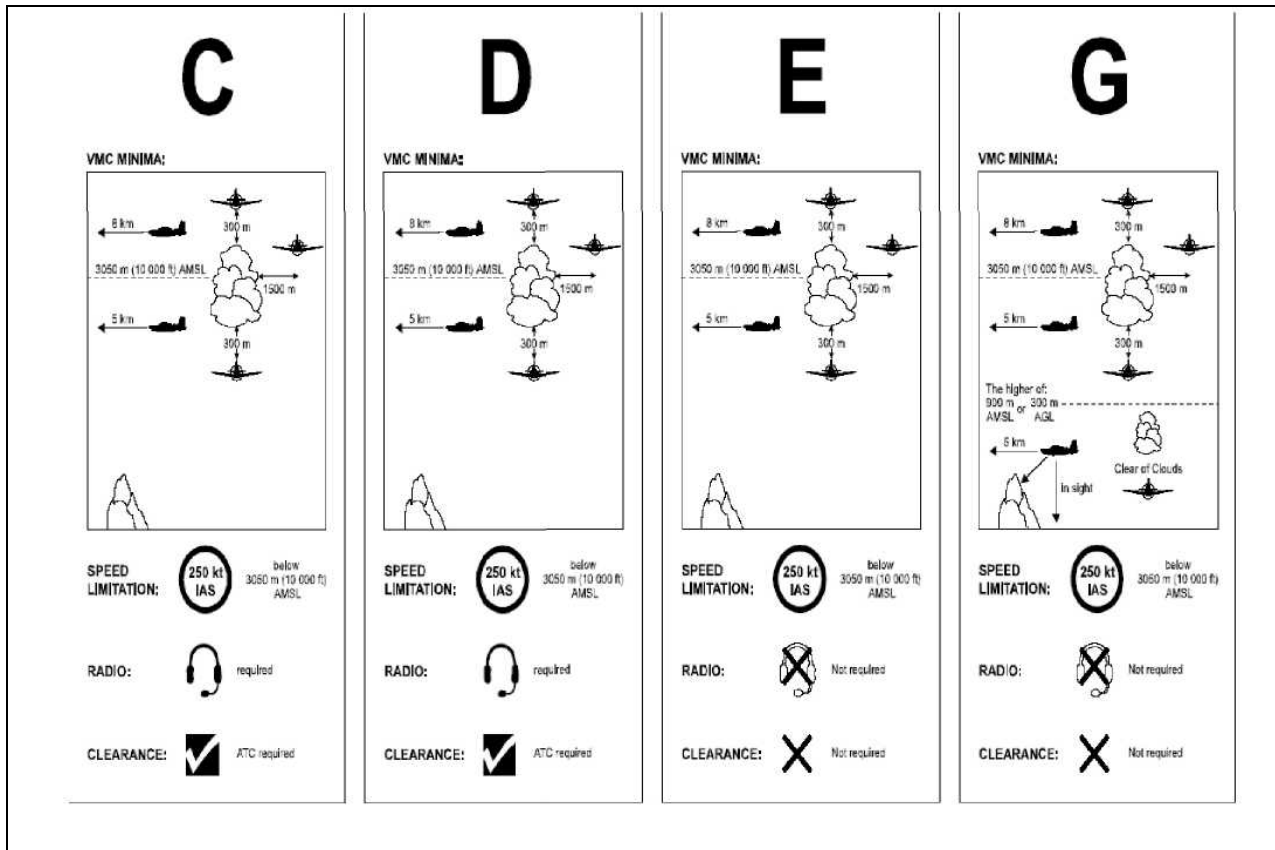 C
VMC MINIMA:
8 km
300 m
3050 m (10 000 ft) AMSL
1500 m
5 km
300 m
SPEED LIMITATION:
250 kt IAS
below 3050 m (10 000 ft) AMSL
RADIO:
required
CLEARANCE:
ATC required
D
VMC MINIMA:
8 km
300 m
3050 m (10 000 ft) AMSL
1500 m
5 km
300 m
SPEED LIMITATION:
250 kt IAS
below 3050 m (10 000 ft) AMSL
RADIO:
required
CLEARANCE:
ATC required
E
VMC MINIMA:
8 km
300 m
3050 m (10 000 ft) AMSL
1500 m
5 km
300 m
SPEED LIMITATION:
250 kt IAS
below 3050 m (10 000 ft) AMSL
RADIO:
Not required
CLEARANCE:
Not required
G
VMC MINIMA:
8 km
300 m
3050 m (10 000 ft) AMSL
1500 m
5 km
300 m
The higher of:
900 m AMSL or 300 m AGL
5 km
Clear of Clouds
in sight
SPEED LIMITATION:
250 kt IAS
below 3050 m (10 000 ft) AMSL
RADIO:
Not required
CLEARANCE:
Not required